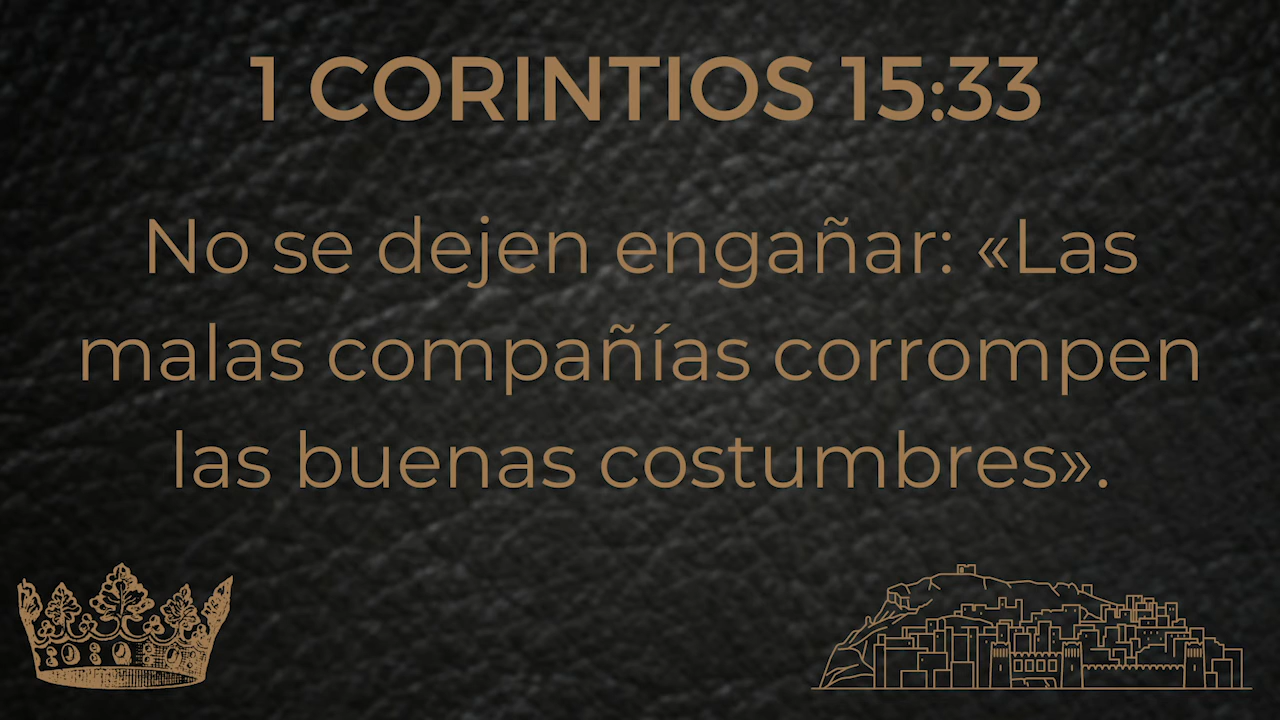 1 CORINTIOS 15:33
No se dejen engañar: «Las
malas compañías corrompen
las buenas costumbres».